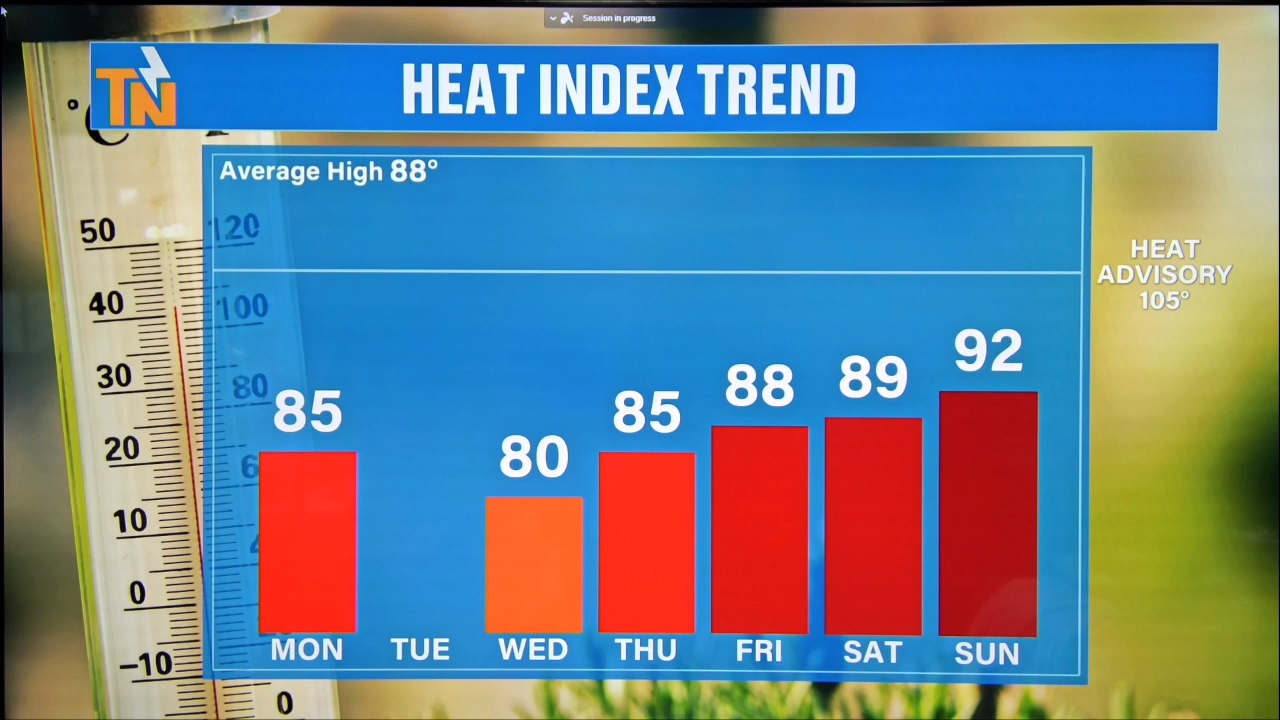 Session in progress
TN
HEAT INDEX TREND
°C
Average High 88°
50
120
40
100
30
80
20
10
0
-10
0
HEAT
ADVISORY
105°
85
80
85
88
89
92
MON
TUE
WED
THU
FRI
SAT
SUN